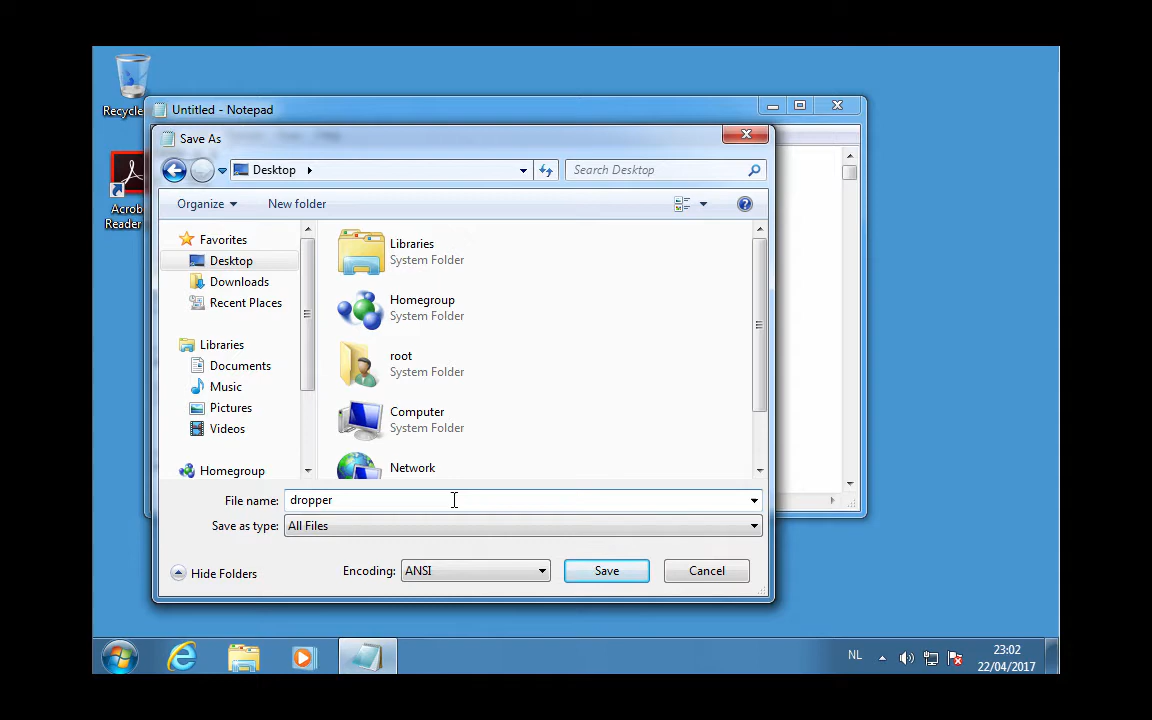 Recycle
Untitled - Notepad
Save As
Desktop
Search Desktop
Organize
New folder
Acrob
Reader
Favorites
Desktop
Downloads
Recent Places
Libraries
Documents
Music
Pictures
Videos
Homegroup
Libraries
System Folder
Homegroup
System Folder
root
System Folder
Computer
System Folder
Network
File name:
dropper
Save as type:
All Files
Hide Folders
Encoding:
ANSI
Save
Cancel
NL
23:02
22/04/2017